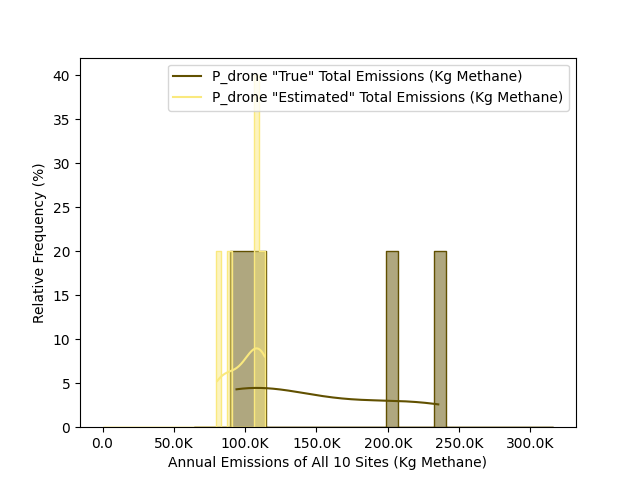 P_drone "True" Total Emissions (Kg Methane)
P_drone "Estimated" Total Emissions (Kg Methane)
40
35
30
25
20
15
10
5
0
Relative Frequency (%)
0.0 50.0K 100.0K 150.0K 200.0K 250.0K 300.0K
Annual Emissions of All 10 Sites (Kg Methane)